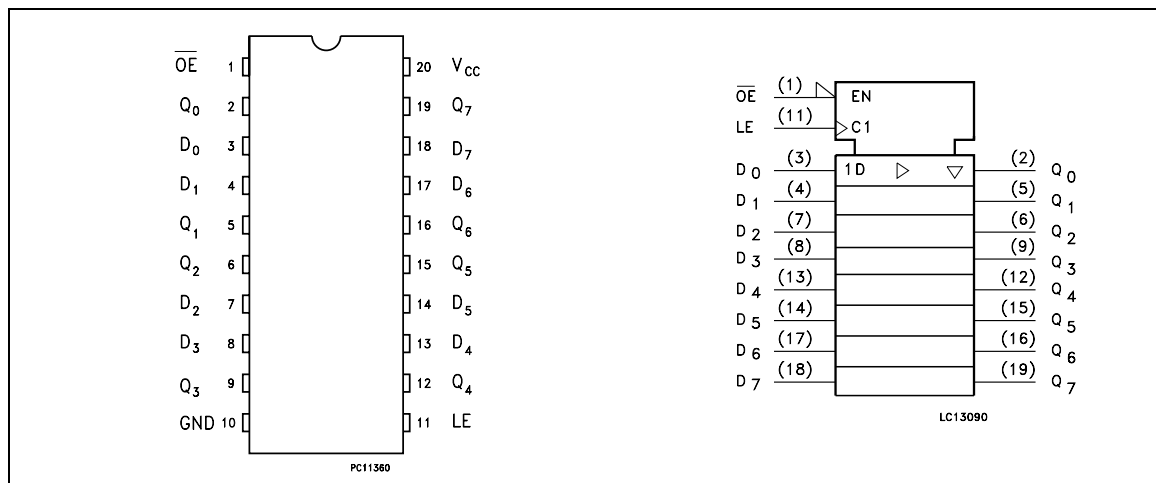 O̅E̅ 1 20 VCC
Q0 2 19 Q7
D0 3 18 D7
D1 4 17 D6
Q1 5 16 Q6
Q2 6 15 Q5
D2 7 14 D5
D3 8 13 D4
Q3 9 12 Q4
GND 10 11 LE
PC11360
O̅E̅ (1) EN
LE (11) C1
D0 (3) 1D (2) Q0
D1 (4) (5) Q1
D2 (7) (6) Q2
D3 (8) (9) Q3
D4 (13) (12) Q4
D5 (14) (15) Q5
D6 (17) (16) Q6
D7 (18) (19) Q7
LC13090